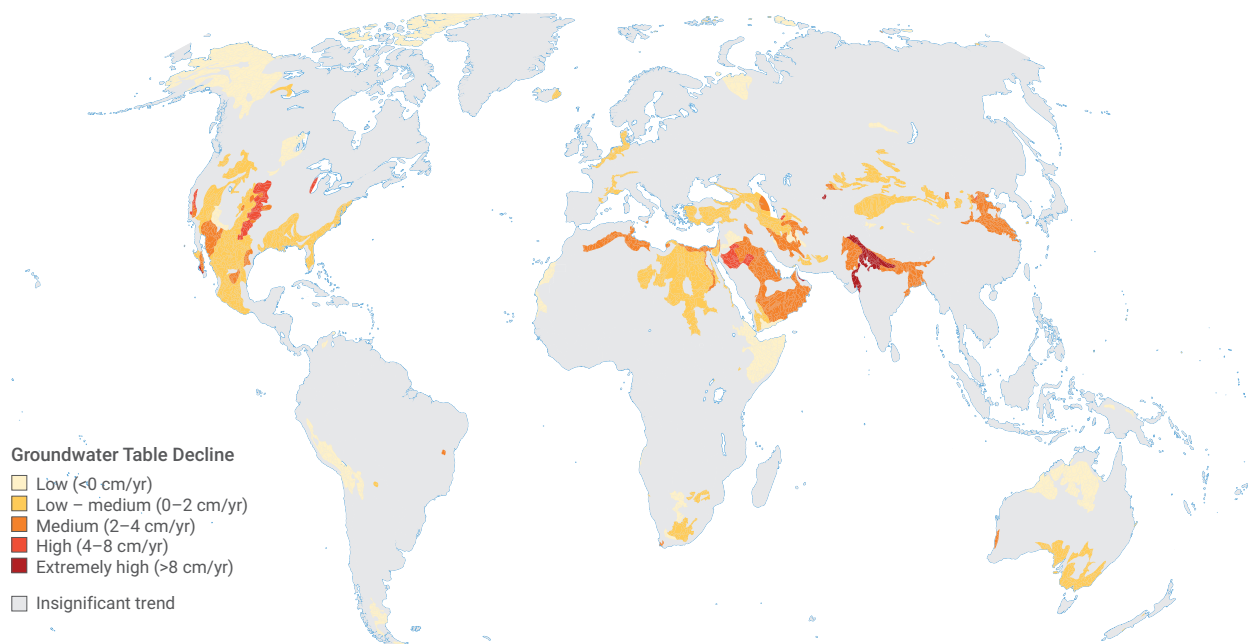 Groundwater Table Decline
Low (<0 cm/yr)
Low – medium (0–2 cm/yr)
Medium (2–4 cm/yr)
High (4–8 cm/yr)
Extremely high (>8 cm/yr)
Insignificant trend